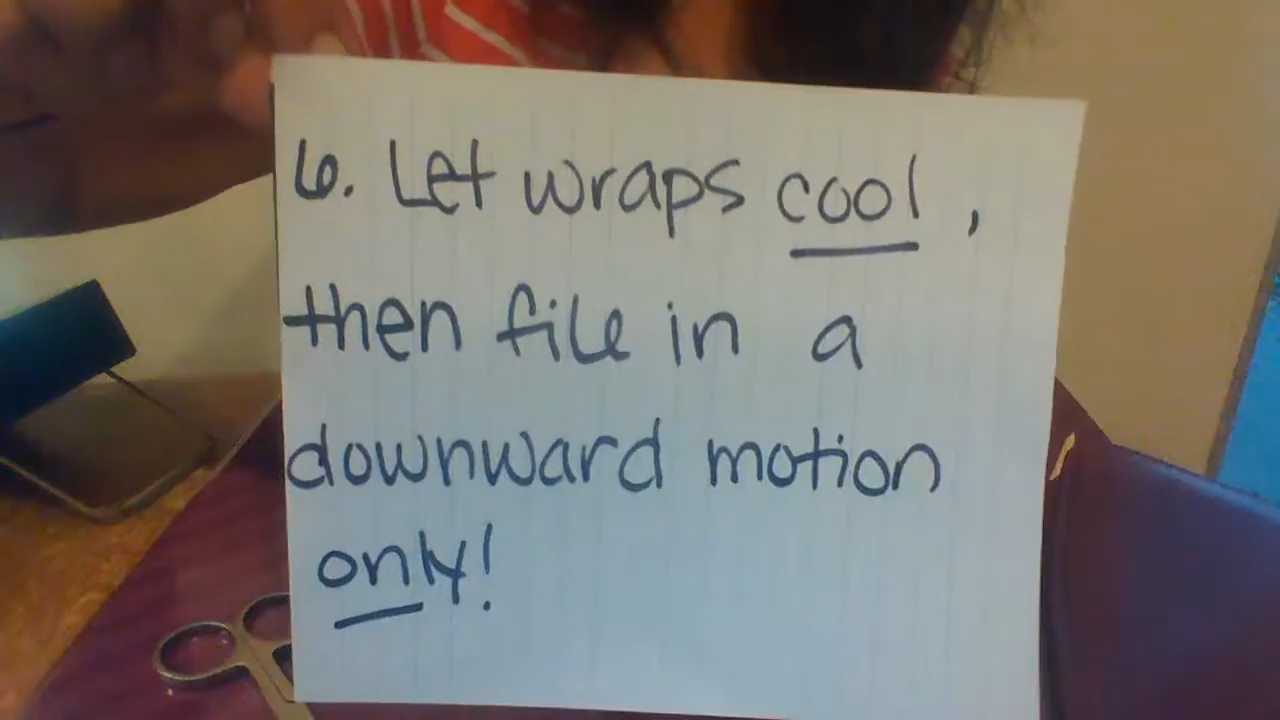 6. Let wraps cool,
then file in a
downward motion
only!